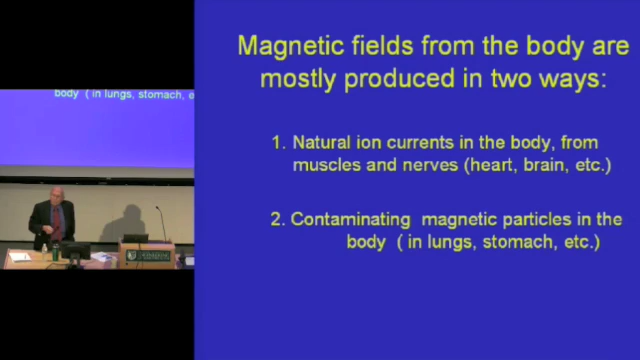 Magnetic fields from the body are
mostly produced in two ways:
1. Natural ion currents in the body, from
muscles and nerves (heart, brain, etc.)
2. Contaminating magnetic particles in the
body ( in lungs, stomach, etc.)
body ( in lungs, stomach, e